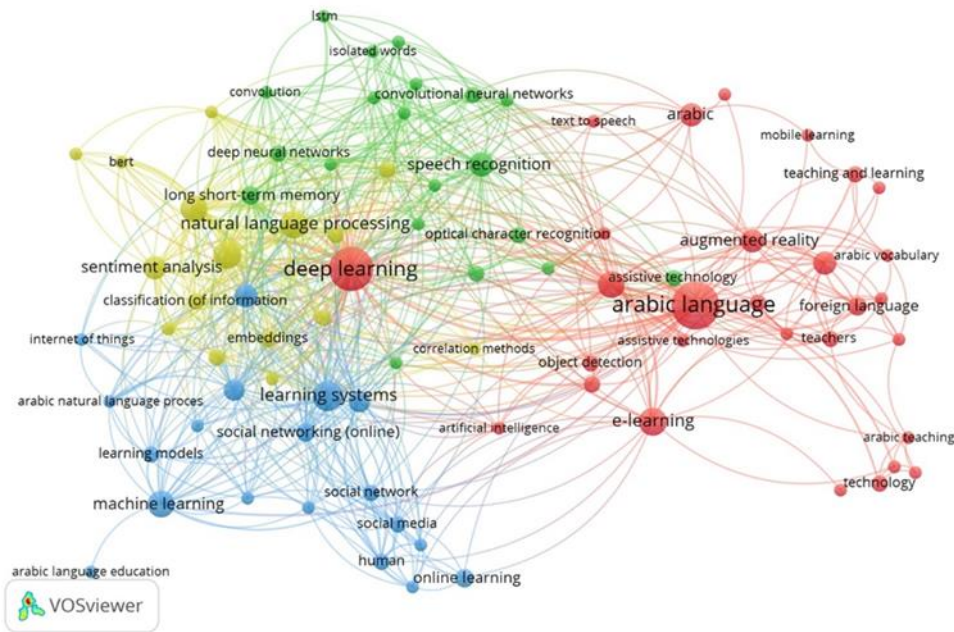 lstm
isolated words
convolution
convolutional neural networks
text to speech
arabic
mobile learning
bert
deep neural networks
speech recognition
teaching and learning
long short-term memory
natural language processing
optical character recognition
augmented reality
arabic vocabulary
sentiment analysis
deep learning
assistive technology
classification (of information
arabic language
foreign language
internet of things
embeddings
correlation methods
assistive technologies
teachers
object detection
arabic natural language proces
learning systems
social networking (online)
artificial intelligence
e-learning
arabic teaching
learning models
machine learning
social network
technology
social media
human
arabic language education
online learning
VOSviewer